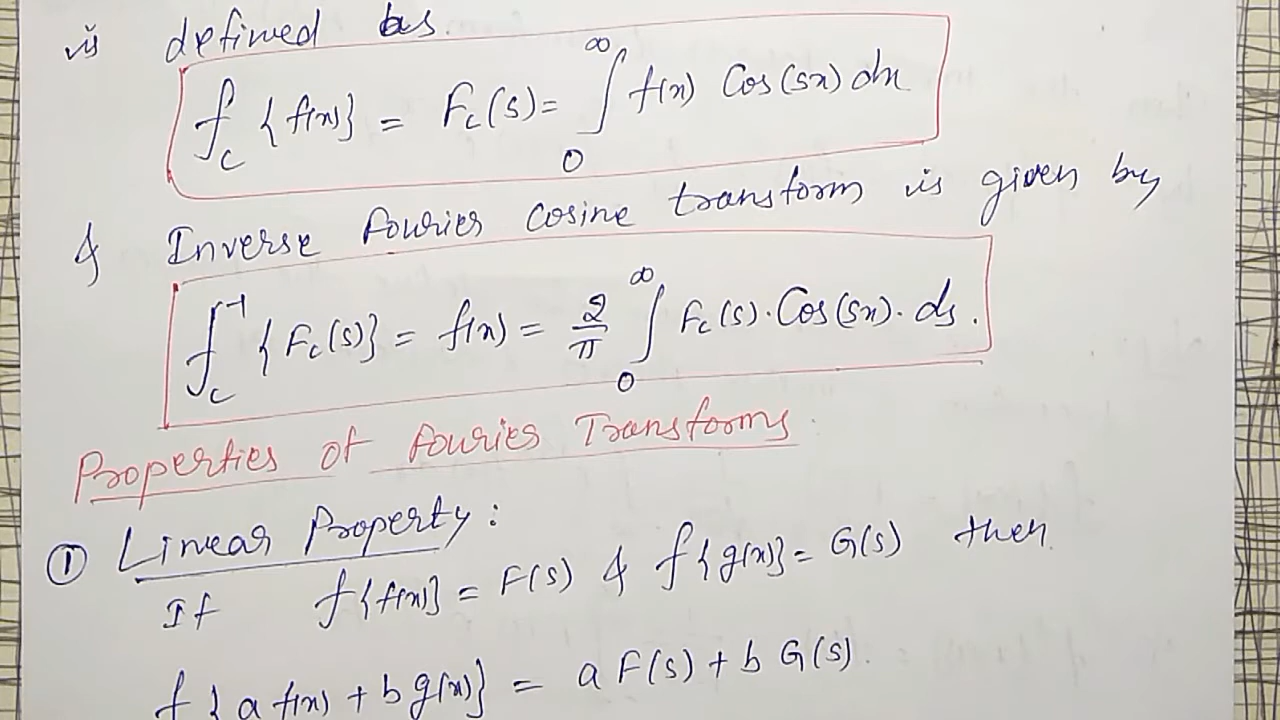 is defined as
f_c {f(x)} = F_c(s) = ∫_0^∞ f(x) Cos(sx) dx
& Inverse Fourier Cosine transform is given by
f_c^{-1} {F_c(s)} = f(x) = 2/π ∫_0^∞ F_c(s)·Cos(sx)·ds.
Properties of Fourier Transforms
① Linear Property:
If f{f(x)} = F(s) & f{g(x)} = G(s) then
f{a f(x) + b g(x)} = a F(s) + b G(s).